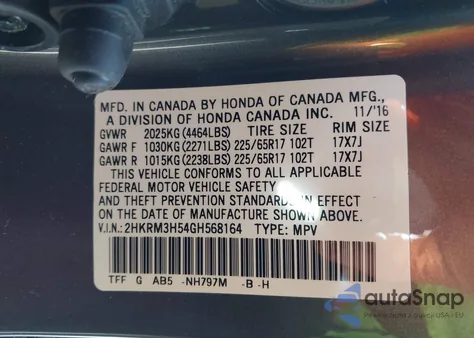 MFD. IN CANADA BY HONDA OF CANADA MFG.,
A DIVISION OF HONDA CANADA INC. 11/'16
GVWR 2025KG (4464LBS) TIRE SIZE RIM SIZE
GAWR F 1030KG (2271LBS) 225/65R17 102T 17X7J
GAWR R 1015KG (2238LBS) 225/65R17 102T 17X7J
THIS VEHICLE CONFORMS TO ALL APPLICABLE
FEDERAL MOTOR VEHICLE SAFETY
AND THEFT PREVENTION STANDARDS IN EFFECT
ON THE DATE OF MANUFACTURE SHOWN ABOVE.
V.I.N.: 2HKRM3H54GH568164 TYPE: MPV
TFF G AB5 -NH797M -B -H
autoSnap